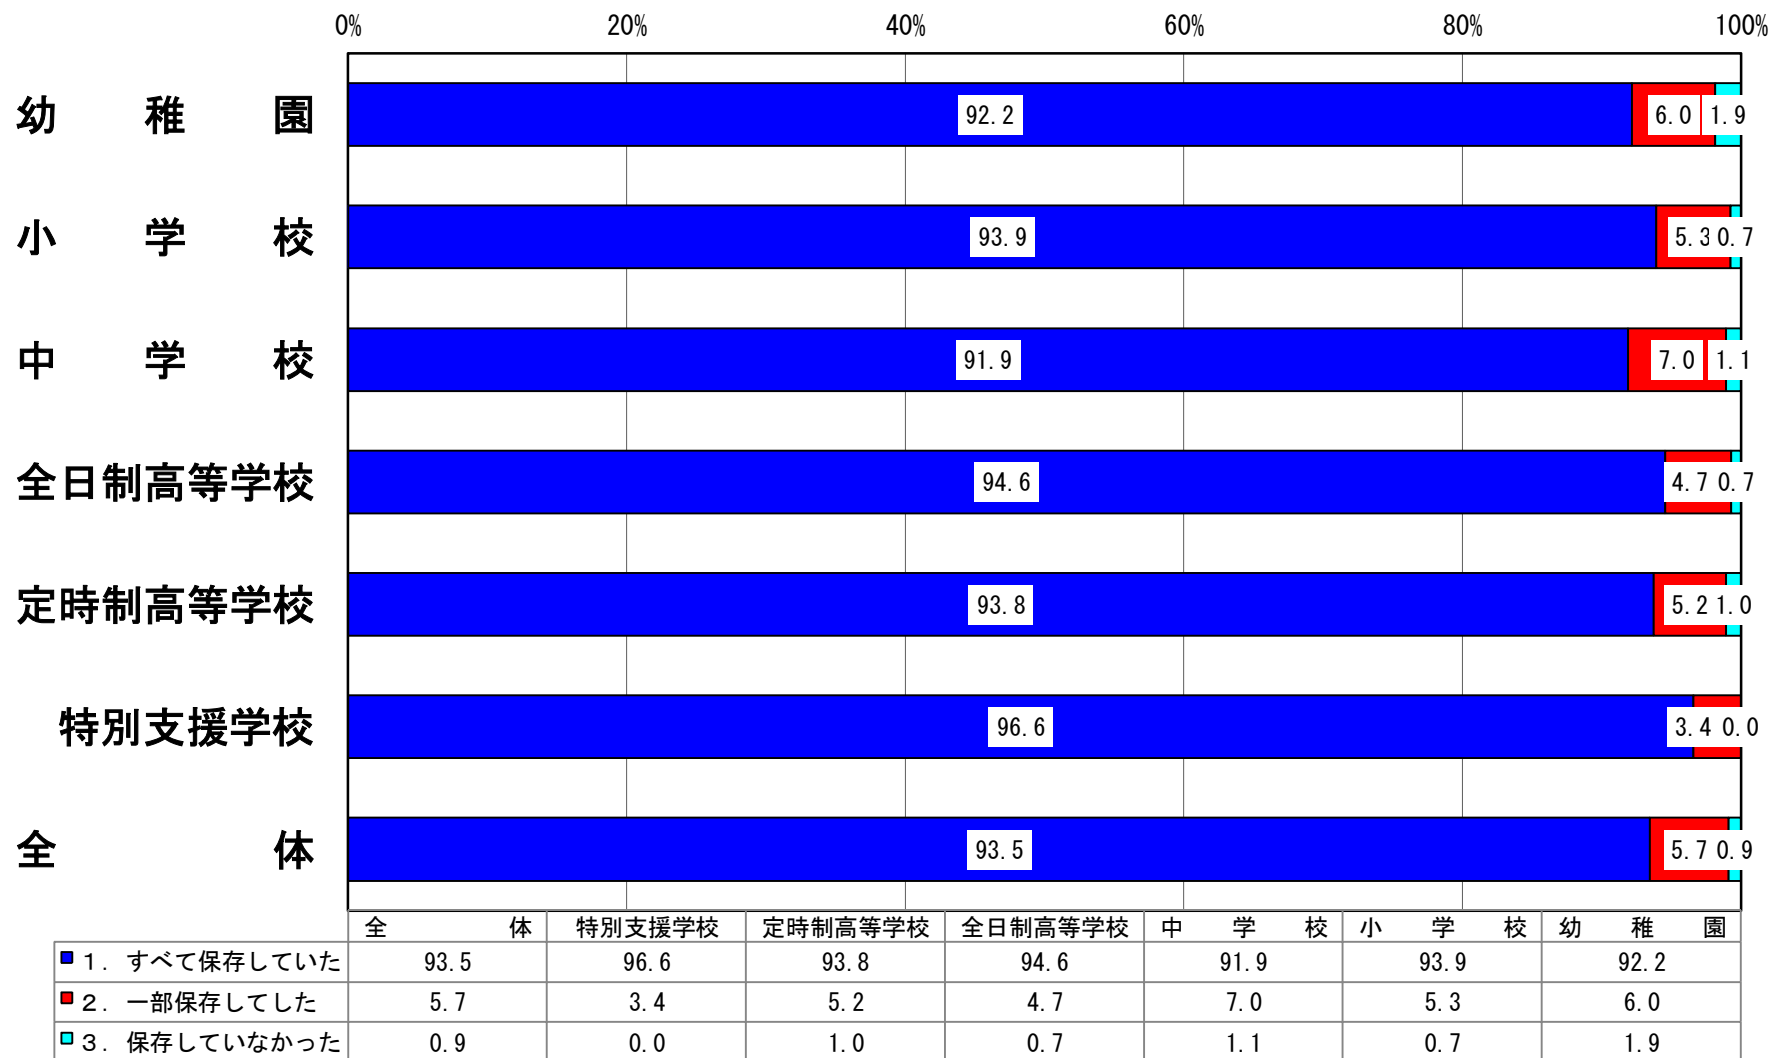 0% 20% 40% 60% 80% 100%
幼稚園 92.2 6.0 1.9
小学校 93.9 5.3 0.7
中学校 91.9 7.0 1.1
全日制高等学校 94.6 4.7 0.7
定時制高等学校 93.8 5.2 1.0
特別支援学校 96.6 3.4 0.0
全体 93.5 5.7 0.9
全体 特別支援学校 定時制高等学校 全日制高等学校 中学校 小学校 幼稚園
１．すべて保存していた 93.5 96.6 93.8 94.6 91.9 93.9 92.2
２．一部保存してした 5.7 3.4 5.2 4.7 7.0 5.3 6.0
３．保存していなかった 0.9 0.0 1.0 0.7 1.1 0.7 1.9